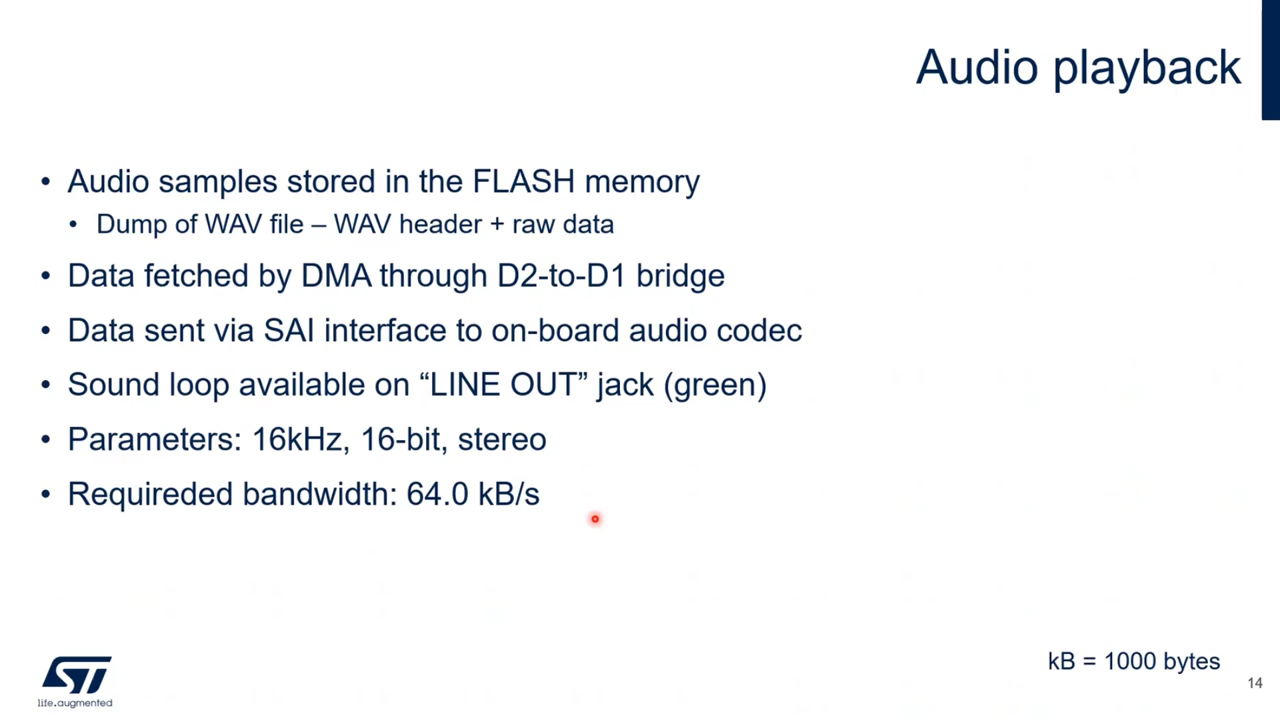 Audio playback
• Audio samples stored in the FLASH memory
• Dump of WAV file – WAV header + raw data
• Data fetched by DMA through D2-to-D1 bridge
• Data sent via SAI interface to on-board audio codec
• Sound loop available on “LINE OUT” jack (green)
• Parameters: 16kHz, 16-bit, stereo
• Requireded bandwidth: 64.0 kB/s
ST
life.augmented
kB = 1000 bytes
14